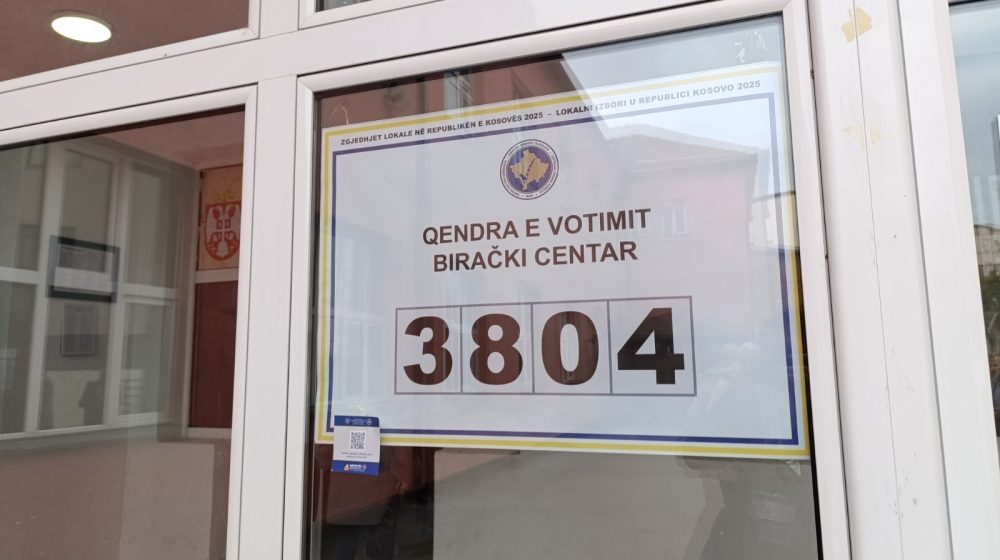 ZGJEDHJET LOKALE NË REPUBLIKËN E KOSOVËS 2025 – LOKALNI IZBORI U REPUBLICI KOSOVO 2025
QENDRA E VOTIMIT
BIRAČKI CENTAR
3804